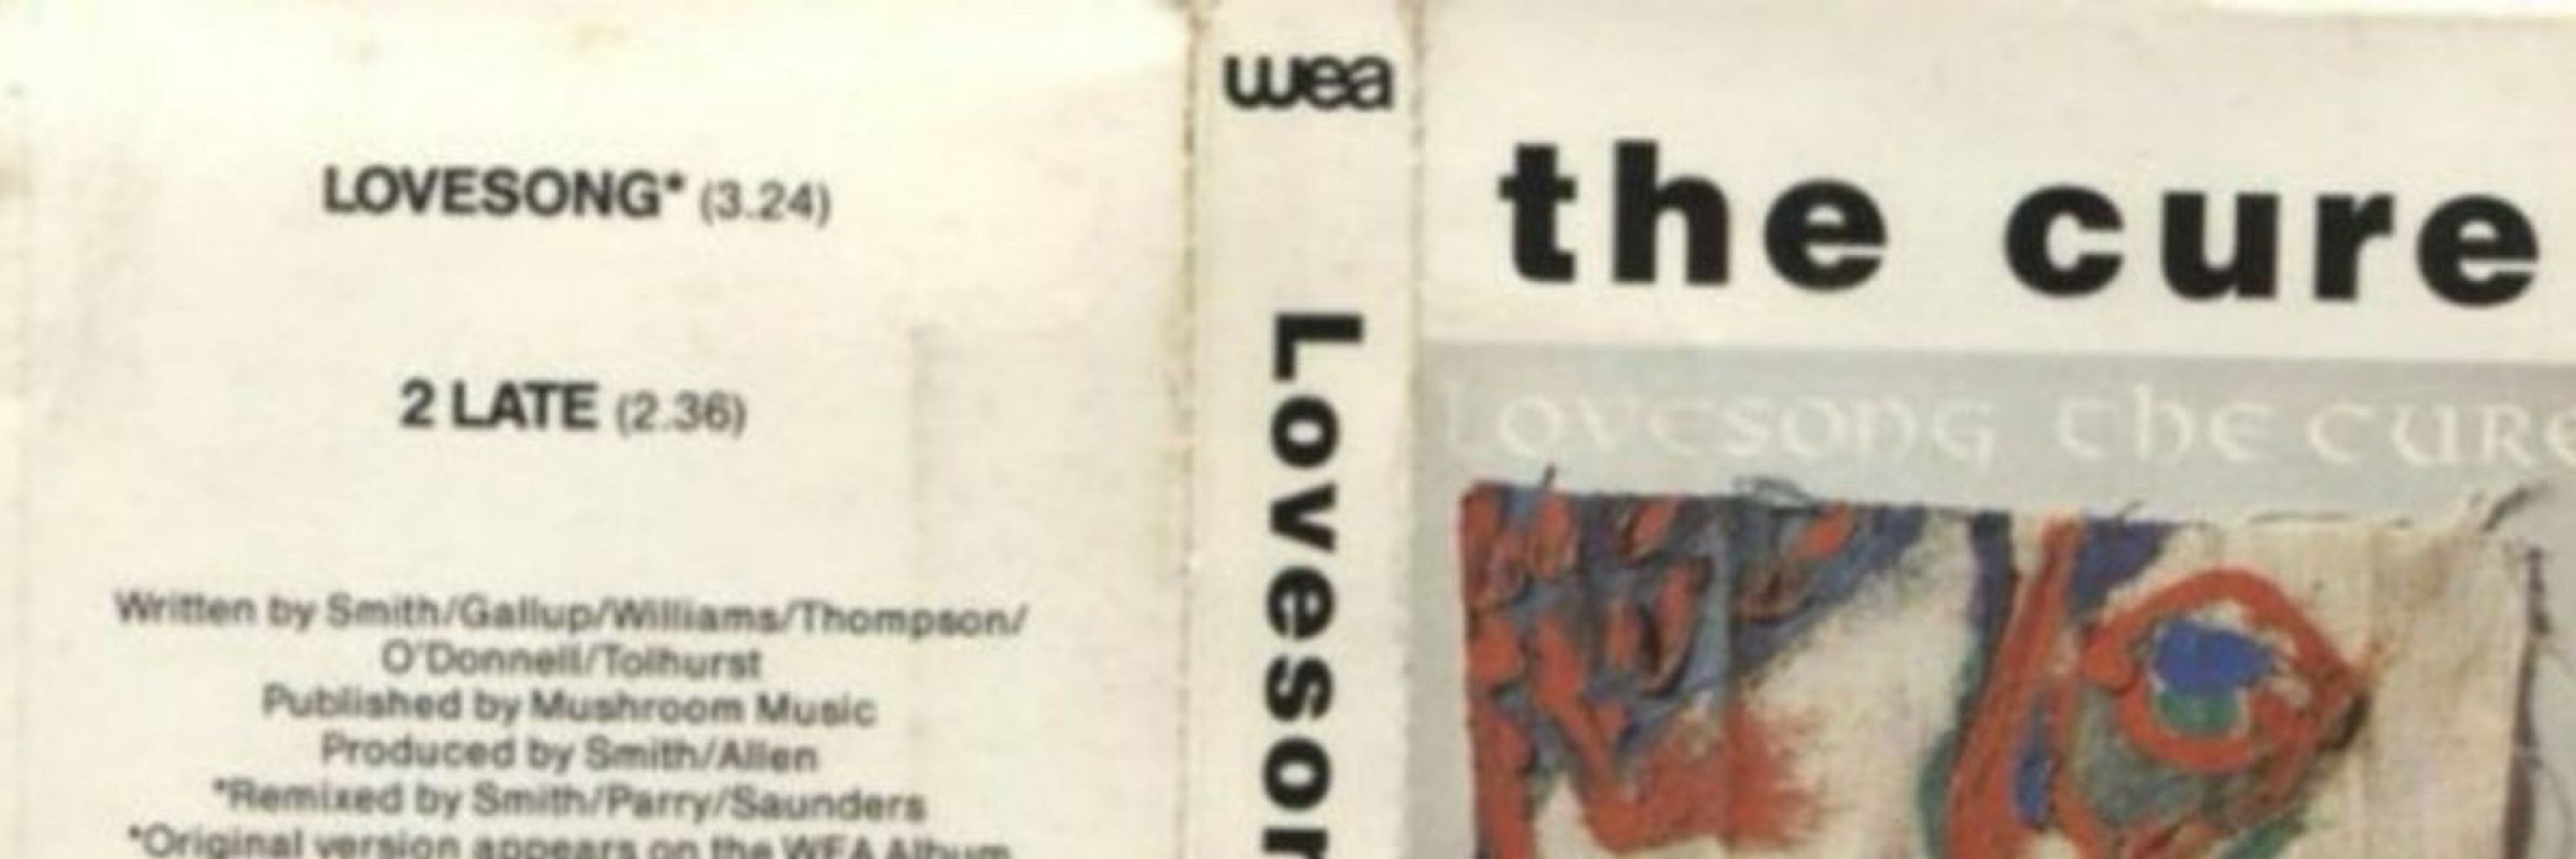 LOVESONG* (3.24)
2 LATE (2.36)
Written by Smith/Gallup/Williams/Thompson/
O'Donnell/Tolhurst
Published by Mushroom Music
Produced by Smith/Allen
*Remixed by Smith/Parry/Saunders
*Original version appears on the WEA Album
wea
Loveson
the cure
Lovesong the cure